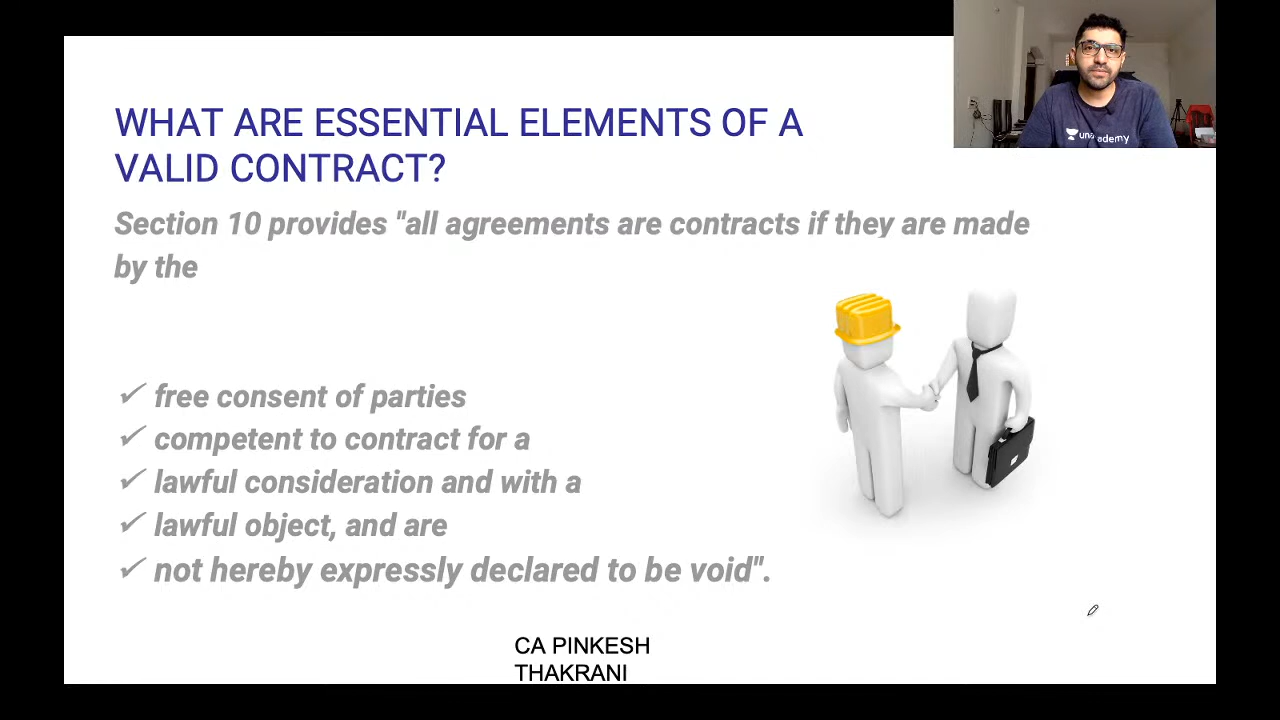 WHAT ARE ESSENTIAL ELEMENTS OF A
VALID CONTRACT?
Section 10 provides "all agreements are contracts if they are made
by the
✓ free consent of parties
✓ competent to contract for a
✓ lawful consideration and with a
✓ lawful object, and are
✓ not hereby expressly declared to be void".
CA PINKESH
THAKRANI